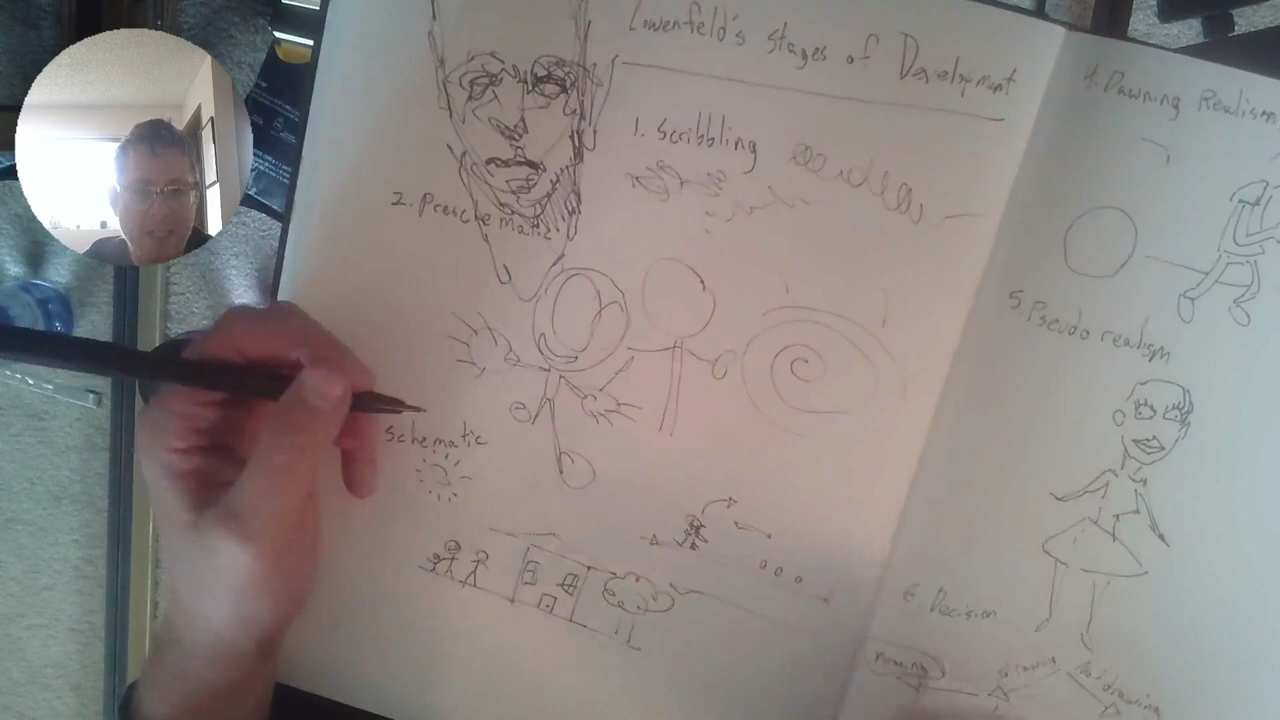 Lowenfeld's Stages of Development
1. Scribbling
2. Preschematic
Schematic
4. Dawning Realism
5. Pseudo realism
6. Decision
drawing
Not drawing